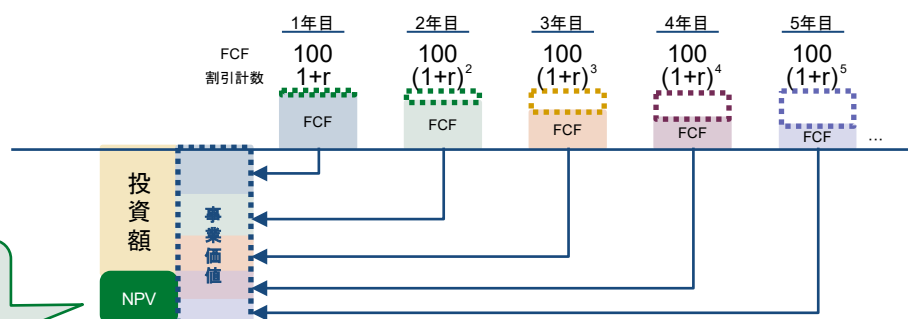 1年目 2年目 3年目 4年目 5年目
FCF 100 100 100 100 100
割引計数 1+r (1+r)2 (1+r)3 (1+r)4 (1+r)5
FCF FCF FCF FCF FCF ...
投資額
事業価値
NPV